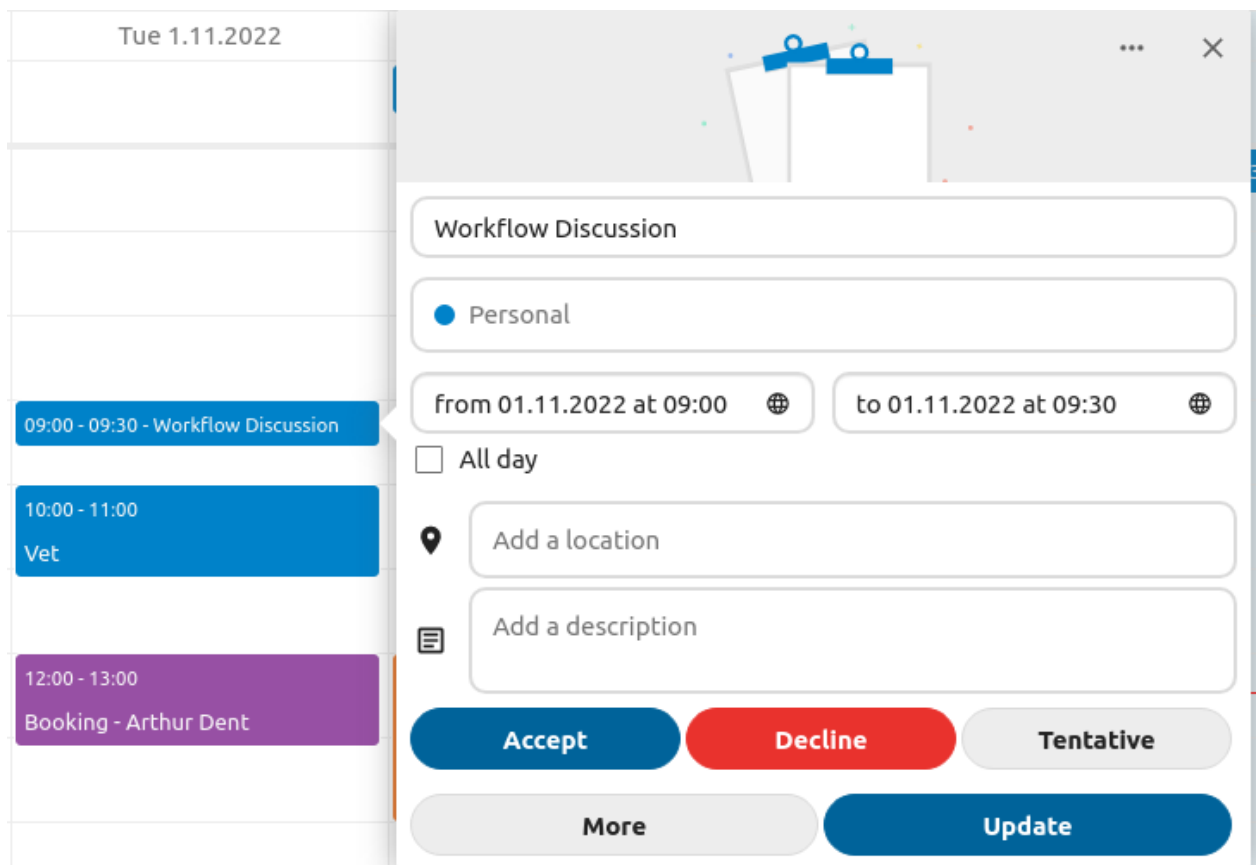 Tue 1.11.2022
09:00 - 09:30 - Workflow Discussion
10:00 - 11:00
Vet
12:00 - 13:00
Booking - Arthur Dent
Workflow Discussion
Personal
from 01.11.2022 at 09:00
to 01.11.2022 at 09:30
All day
Add a location
Add a description
Accept
Decline
Tentative
More
Update